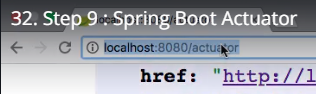 32. Step 9 : Spring Boot Actuator
localhost:8080/actuator
href: "http://l